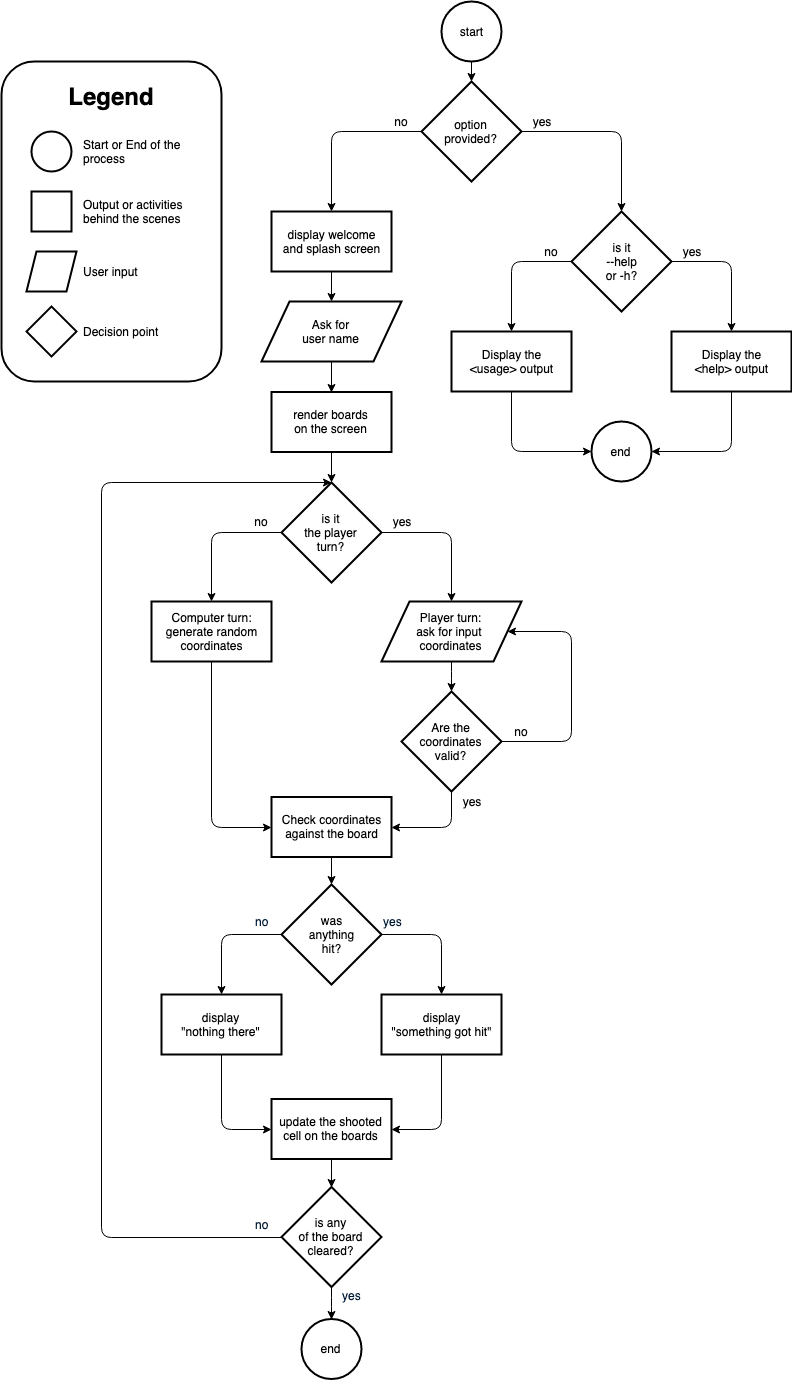 start
Legend
Start or End of the
process
Output or activities
behind the scenes
User input
Decision point
option
provided?
no
yes
display welcome
and splash screen
is it
--help
or -h?
no
yes
Ask for
user name
Display the
<usage> output
Display the
<help> output
render boards
on the screen
end
is it
the player
turn?
no
yes
Computer turn:
generate random
coordinates
Player turn:
ask for input
coordinates
Are the
coordinates
valid?
no
yes
Check coordinates
against the board
was
anything
hit?
no
yes
display
"nothing there"
display
"something got hit"
update the shooted
cell on the boards
is any
of the board
cleared?
no
yes
end